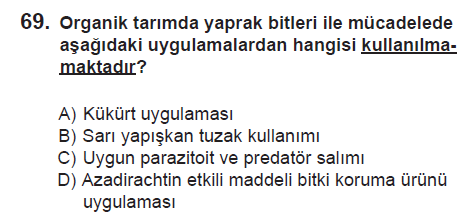 69. Organik tarımda yaprak bitleri ile mücadelede
aşağıdaki uygulamalardan hangisi kullanılma-
maktadır?
A) Kükürt uygulaması
B) Sarı yapışkan tuzak kullanımı
C) Uygun parazitoit ve predatör salımı
D) Azadirachtin etkili maddeli bitki koruma ürünü
uygulaması